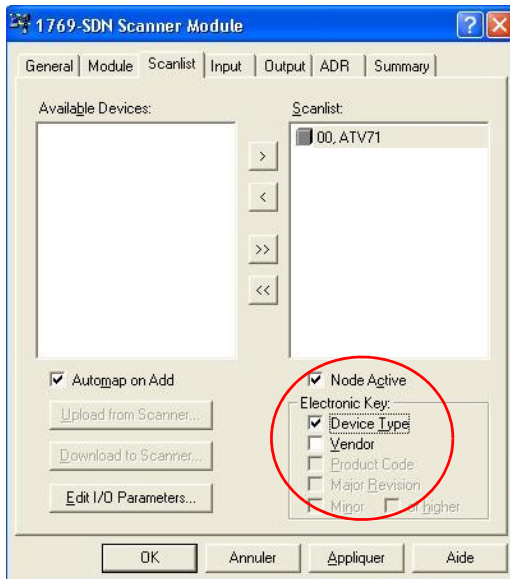 1769-SDN Scanner Module
General Module Scanlist Input Output ADR Summary
Available Devices: Scanlist:
00, ATV71
>
<
>>
<<
Automap on Add Node Active
Electronic Key:
Upload from Scanner... Device Type
Vendor
Download to Scanner... Product Code
Major Revision
Edit I/O Parameters... Minor or higher
OK Annuler Appliquer Aide